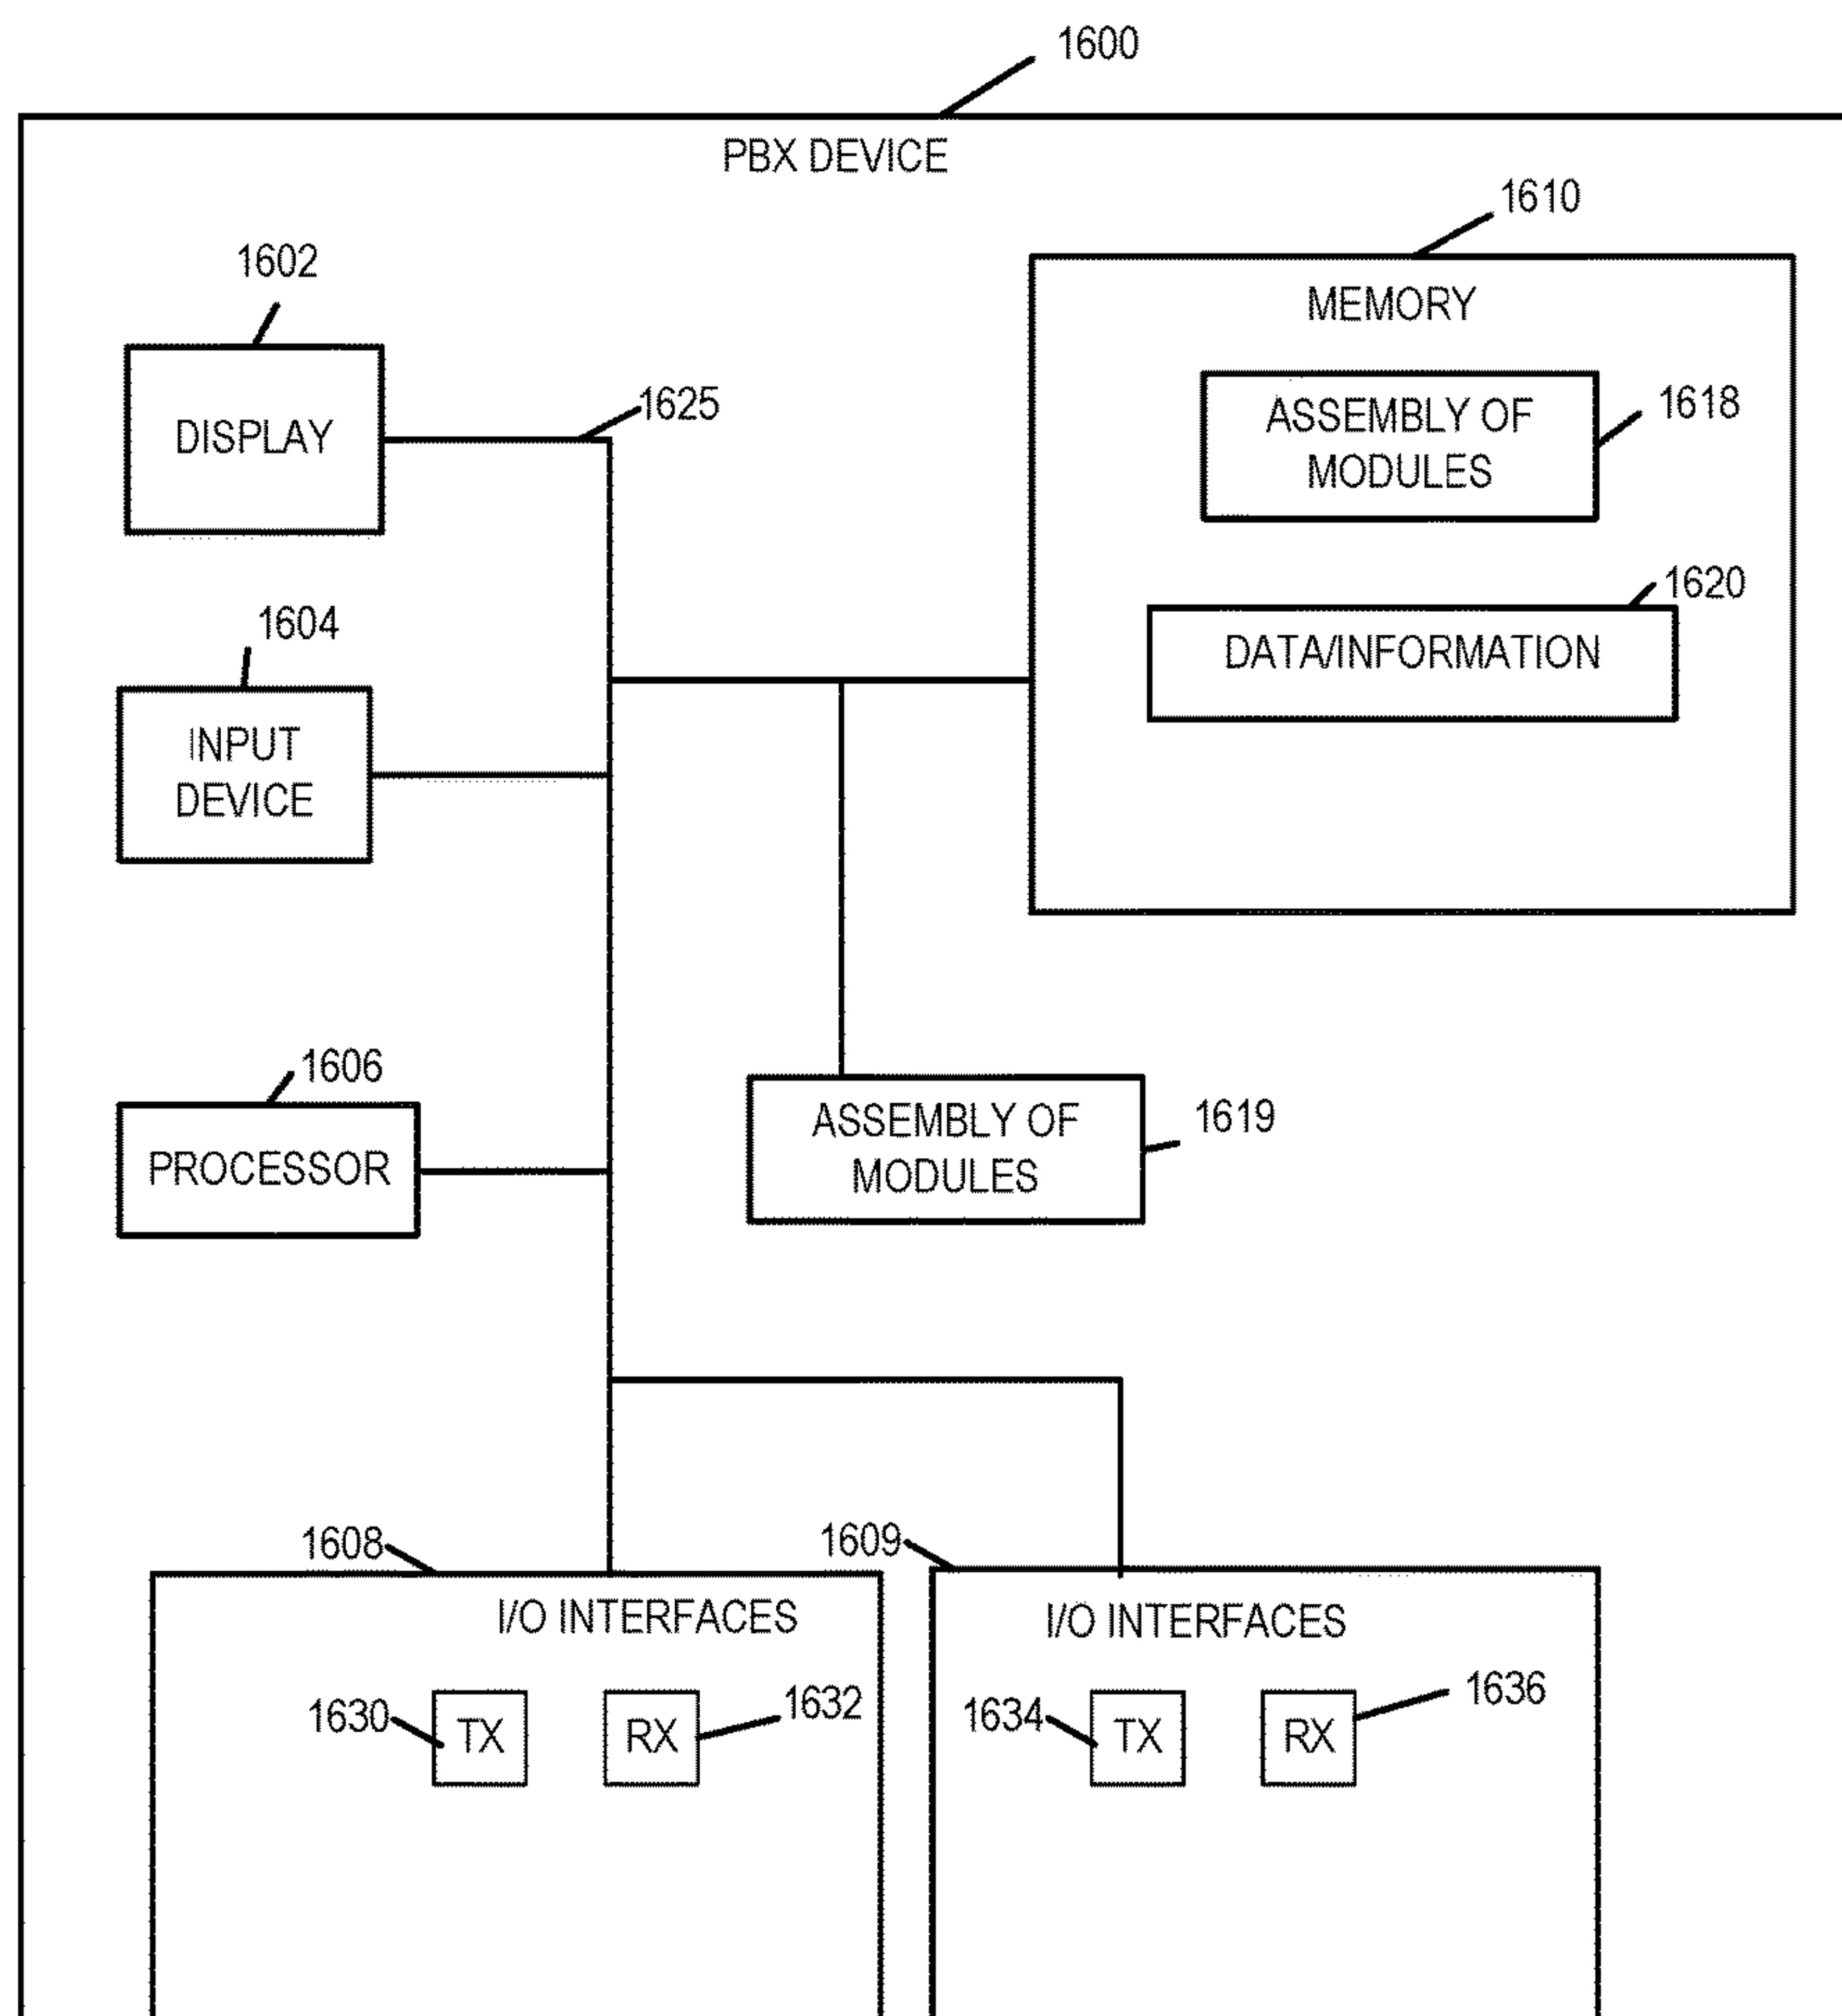 1600
PBX DEVICE
1610
MEMORY
1602
DISPLAY
1625
ASSEMBLY OF
MODULES
1618
1620
DATA/INFORMATION
1604
INPUT
DEVICE
1606
PROCESSOR
ASSEMBLY OF
MODULES
1619
1608
I/O INTERFACES
1630
TX
RX
1632
1609
I/O INTERFACES
1634
TX
RX
1636